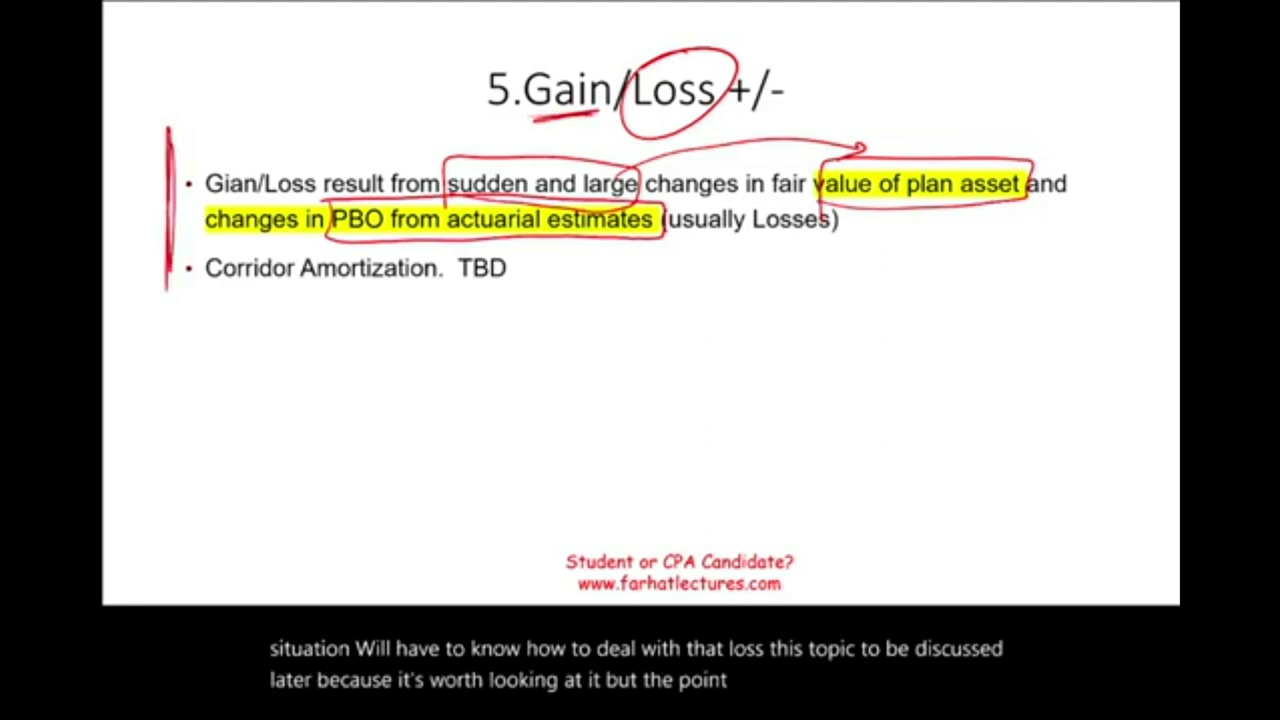 5.Gain/Loss +/-
• Gian/Loss result from sudden and large changes in fair value of plan asset and
changes in PBO from actuarial estimates (usually Losses)
• Corridor Amortization. TBD
Student or CPA Candidate?
www.farhatlectures.com
situation Will have to know how to deal with that loss this topic to be discussed
later because it's worth looking at it but the point